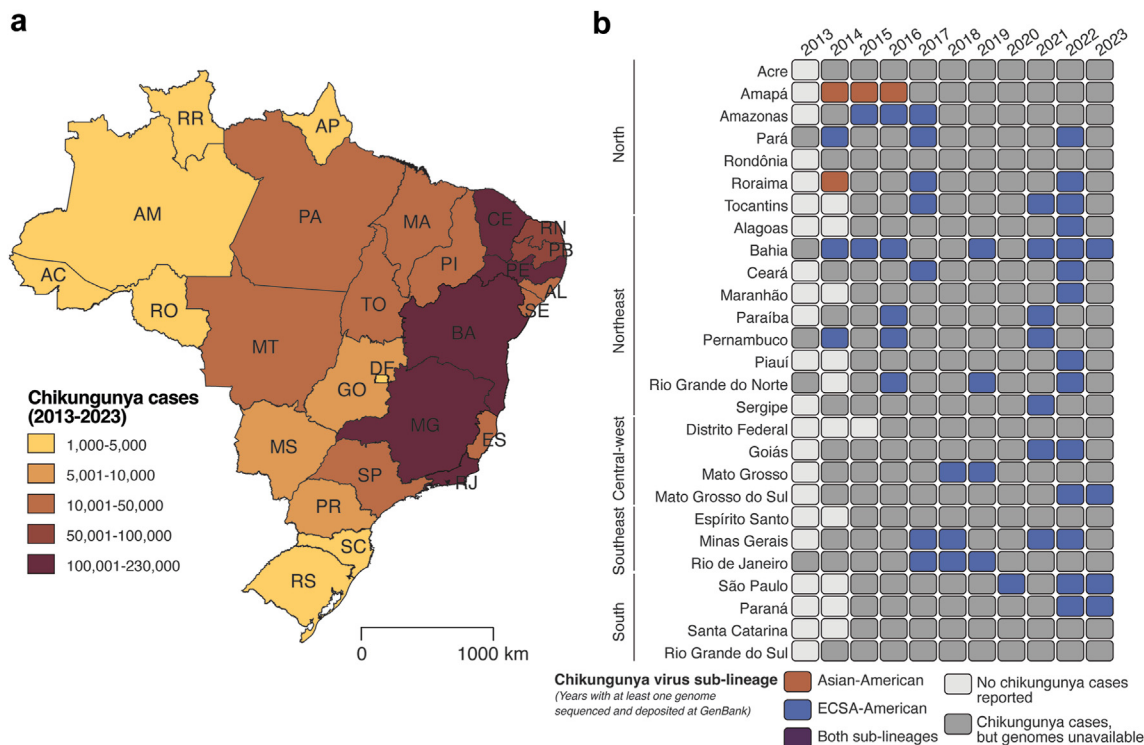 a
RR
AP
AM
PA
MA
CE
RN
PB
PE
PI
AL
SE
AC
TO
RO
BA
MT
DF
GO
MG
ES
MS
SP
RJ
PR
SC
RS
Chikungunya cases
(2013-2023)
1,000-5,000
5,001-10,000
10,001-50,000
50,001-100,000
100,001-230,000
0 1000 km
b
2013 2014 2015 2016 2017 2018 2019 2020 2021 2022 2023
North
Acre
Amapá
Amazonas
Pará
Rondônia
Roraima
Tocantins
Northeast
Alagoas
Bahia
Ceará
Maranhão
Paraíba
Pernambuco
Piauí
Rio Grande do Norte
Sergipe
Central-west
Distrito Federal
Goiás
Mato Grosso
Mato Grosso do Sul
Southeast
Espírito Santo
Minas Gerais
Rio de Janeiro
São Paulo
South
Paraná
Santa Catarina
Rio Grande do Sul
Chikungunya virus sub-lineage
(Years with at least one genome
sequenced and deposited at GenBank)
Asian-American
ECSA-American
Both sub-lineages
No chikungunya cases
reported
Chikungunya cases,
but genomes unavailable